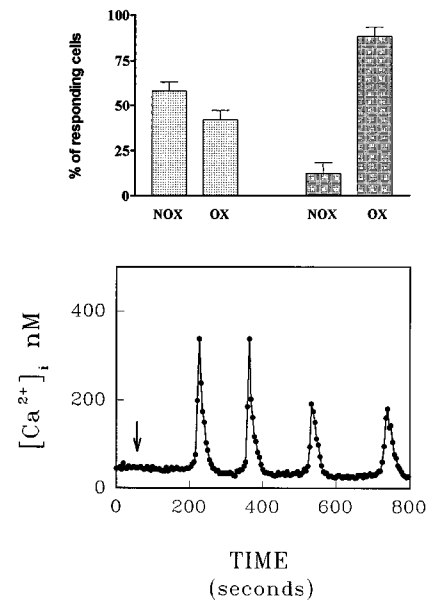 100
75
50
25
0
% of responding cells
NOX OX NOX OX
400
200
0
[Ca²⁺]ᵢ nM
0 200 400 600 800
TIME
(seconds)